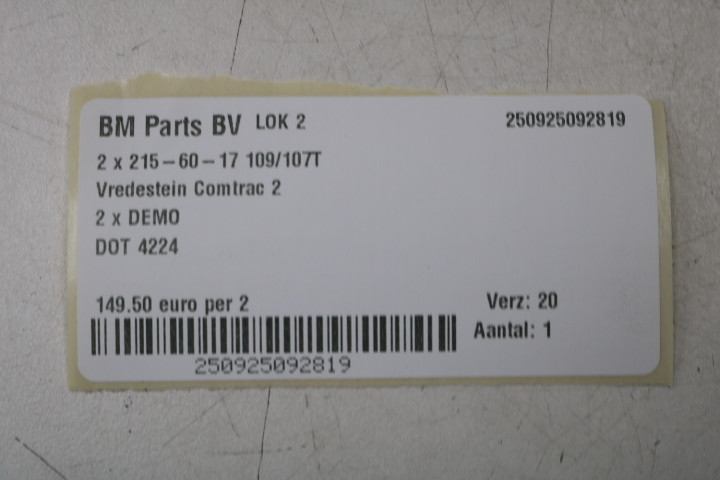 BM Parts BV LOK 2 250925092819
2 x 215-60-17 109/107T
Vredestein Comtrac 2
2 x DEMO
DOT 4224
149.50 euro per 2 Verz: 20
Aantal: 1
250925092819